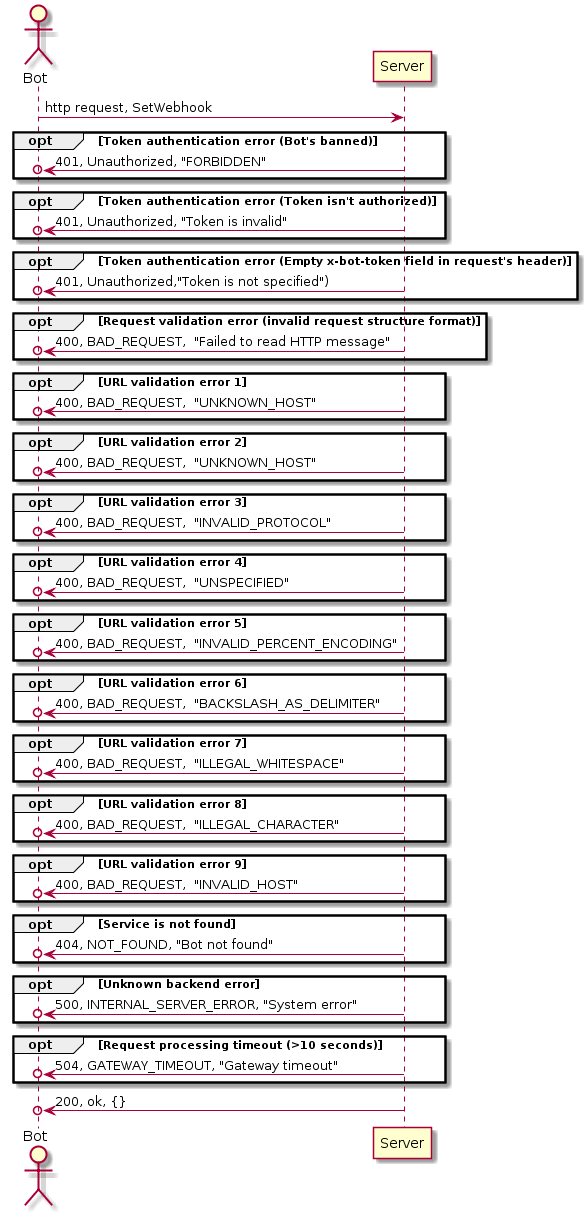 Bot
Server
http request, SetWebhook
opt [Token authentication error (Bot's banned)]
401, Unauthorized, "FORBIDDEN"
opt [Token authentication error (Token isn't authorized)]
401, Unauthorized, "Token is invalid"
opt [Token authentication error (Empty x-bot-token field in request's header)]
401, Unauthorized,"Token is not specified")
opt [Request validation error (invalid request structure format)]
400, BAD_REQUEST, "Failed to read HTTP message"
opt [URL validation error 1]
400, BAD_REQUEST, "UNKNOWN_HOST"
opt [URL validation error 2]
400, BAD_REQUEST, "UNKNOWN_HOST"
opt [URL validation error 3]
400, BAD_REQUEST, "INVALID_PROTOCOL"
opt [URL validation error 4]
400, BAD_REQUEST, "UNSPECIFIED"
opt [URL validation error 5]
400, BAD_REQUEST, "INVALID_PERCENT_ENCODING"
opt [URL validation error 6]
400, BAD_REQUEST, "BACKSLASH_AS_DELIMITER"
opt [URL validation error 7]
400, BAD_REQUEST, "ILLEGAL_WHITESPACE"
opt [URL validation error 8]
400, BAD_REQUEST, "ILLEGAL_CHARACTER"
opt [URL validation error 9]
400, BAD_REQUEST, "INVALID_HOST"
opt [Service is not found]
404, NOT_FOUND, "Bot not found"
opt [Unknown backend error]
500, INTERNAL_SERVER_ERROR, "System error"
opt [Request processing timeout (>10 seconds)]
504, GATEWAY_TIMEOUT, "Gateway timeout"
200, ok, {}
Bot
Server